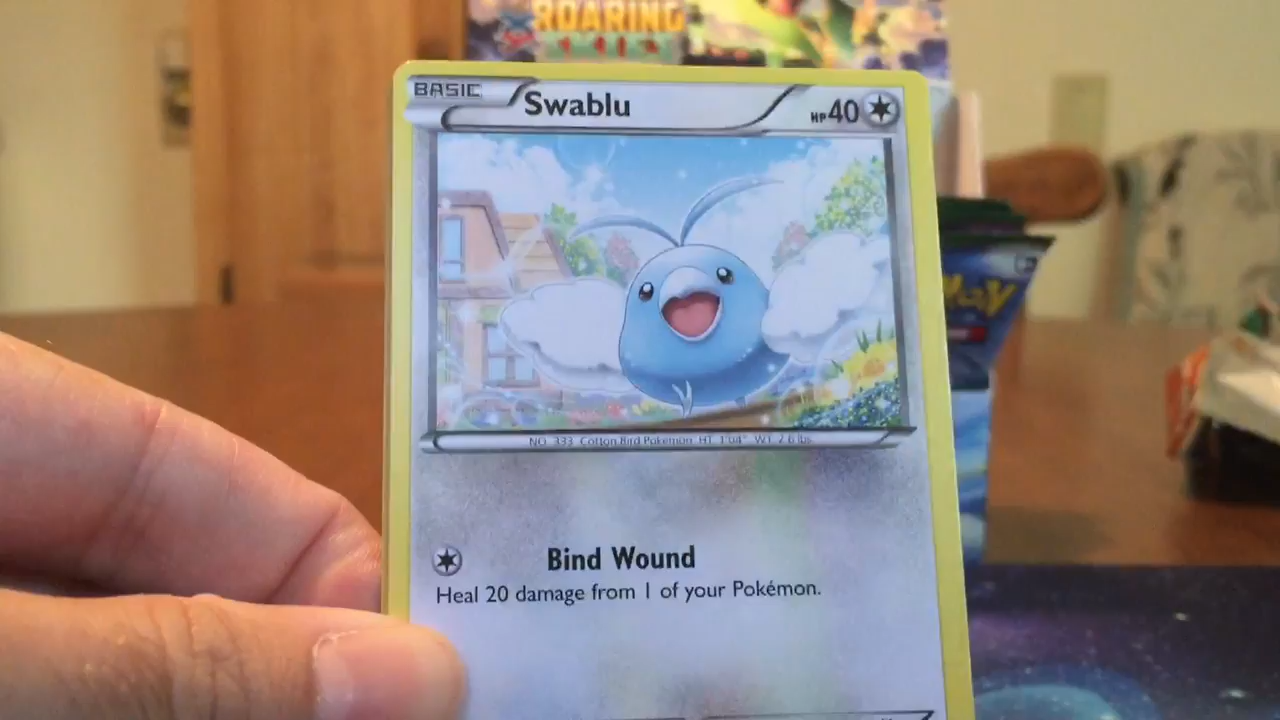 ROARING
BASIC Swablu HP40
NO. 333 Cotton Bird Pokémon HT. 1'04" WT. 2.6 lbs.
Bind Wound
Heal 20 damage from 1 of your Pokémon.